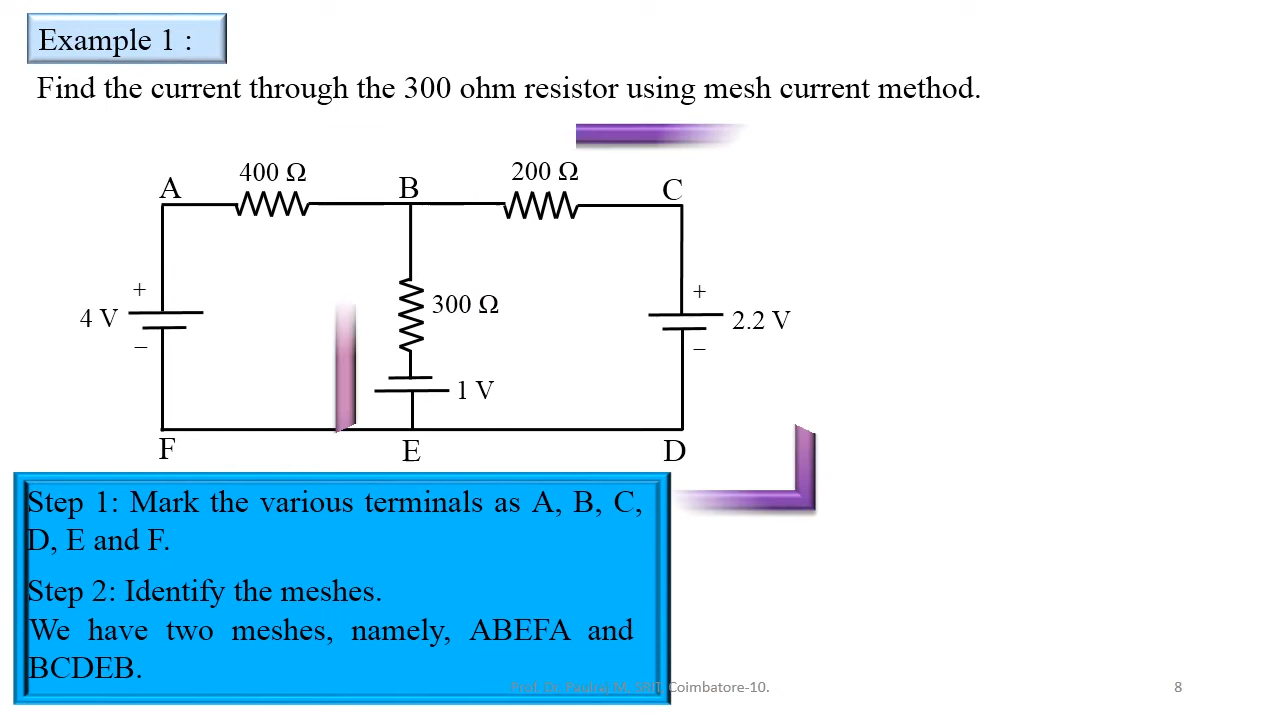 Example 1 :
Find the current through the 300 ohm resistor using mesh current method.
400 Ω
200 Ω
A
B
C
+
+
300 Ω
4 V
2.2 V
−
−
1 V
F
E
D
Step 1: Mark the various terminals as A, B, C,
D, E and F.
Step 2: Identify the meshes.
We have two meshes, namely, ABEFA and
BCDEB.
Prof. Dr. Paulraj M, SRIT Coimbatore-10.
8